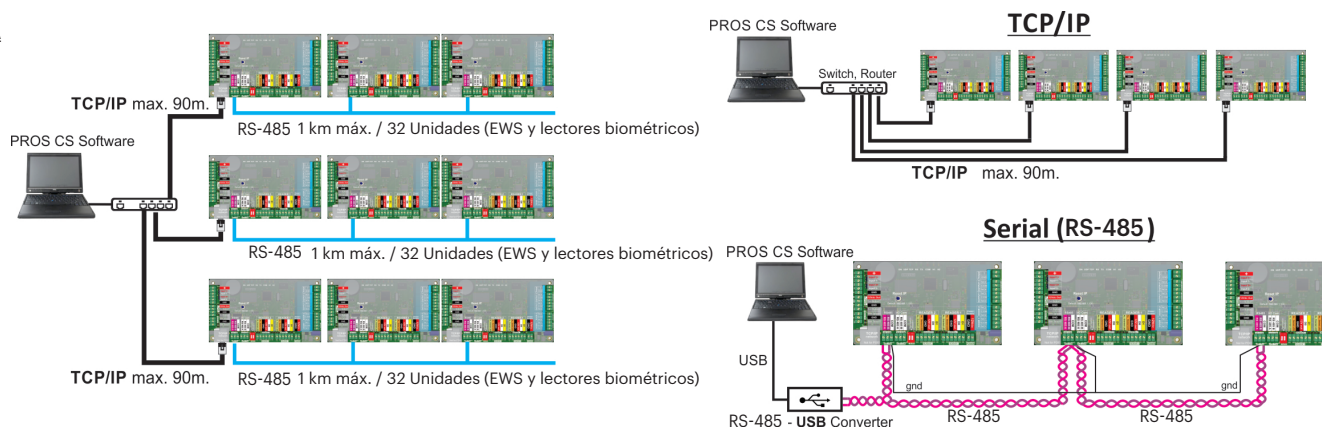 TCP/IP max. 90m.
RS-485 1 km máx. / 32 Unidades (EWS y lectores biométricos)
PROS CS Software
RS-485 1 km máx. / 32 Unidades (EWS y lectores biométricos)
TCP/IP max. 90m.
RS-485 1 km máx. / 32 Unidades (EWS y lectores biométricos)
TCP/IP
PROS CS Software
Switch, Router
TCP/IP max. 90m.
Serial (RS-485)
PROS CS Software
USB
gnd
gnd
RS-485
RS-485
RS-485 - USB Converter